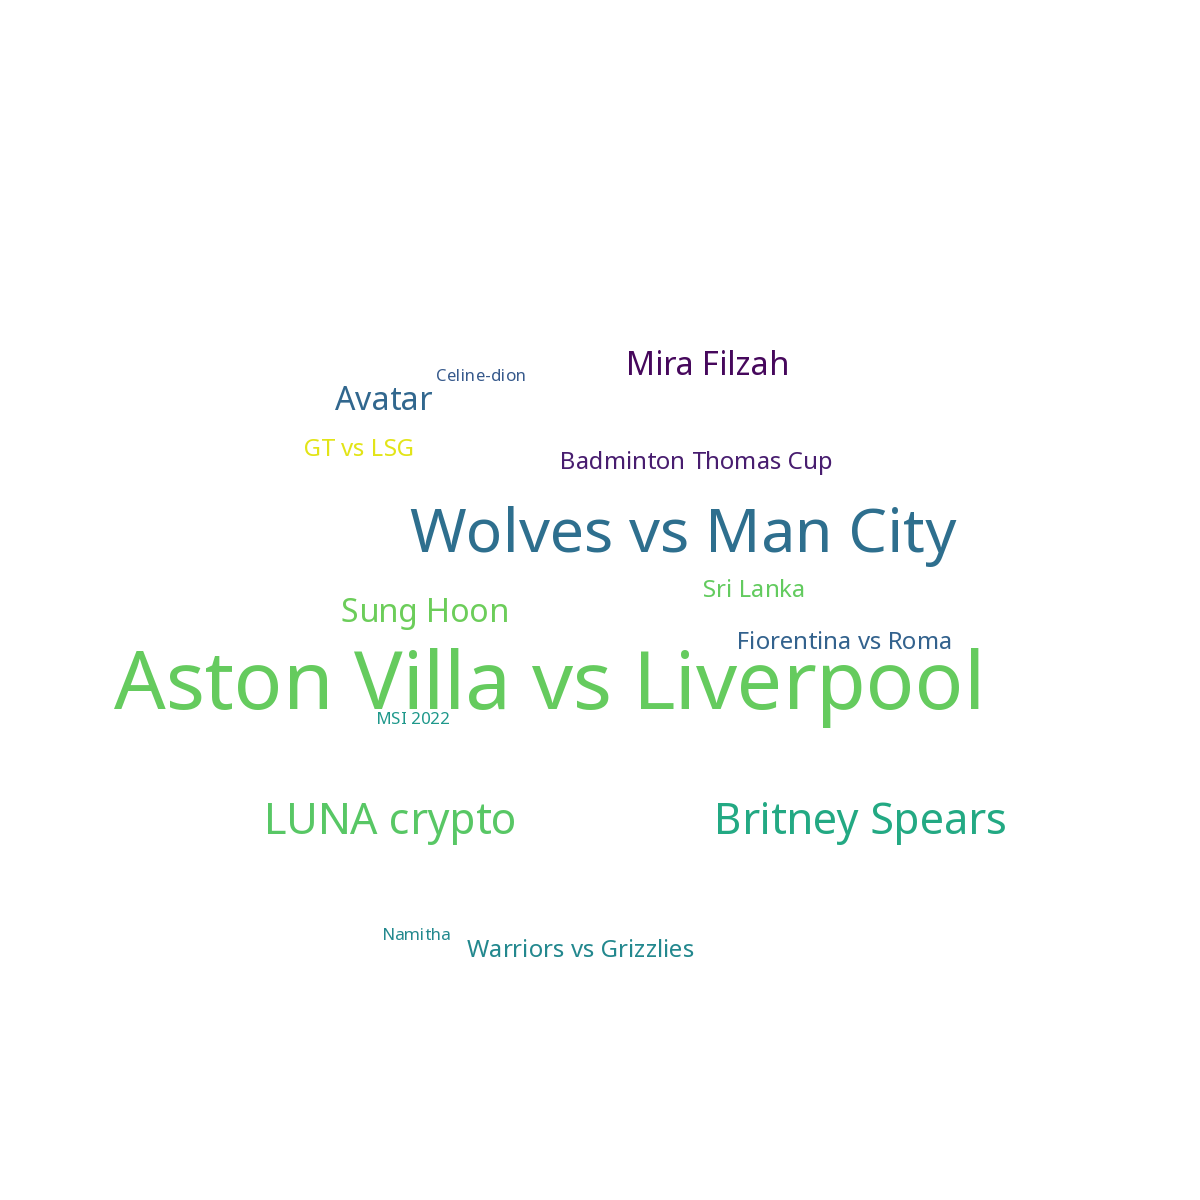 Mira Filzah
Celine-dion
Avatar
GT vs LSG
Badminton Thomas Cup
Wolves vs Man City
Sri Lanka
Sung Hoon
Fiorentina vs Roma
Aston Villa vs Liverpool
MSI 2022
LUNA crypto
Britney Spears
Namitha
Warriors vs Grizzlies